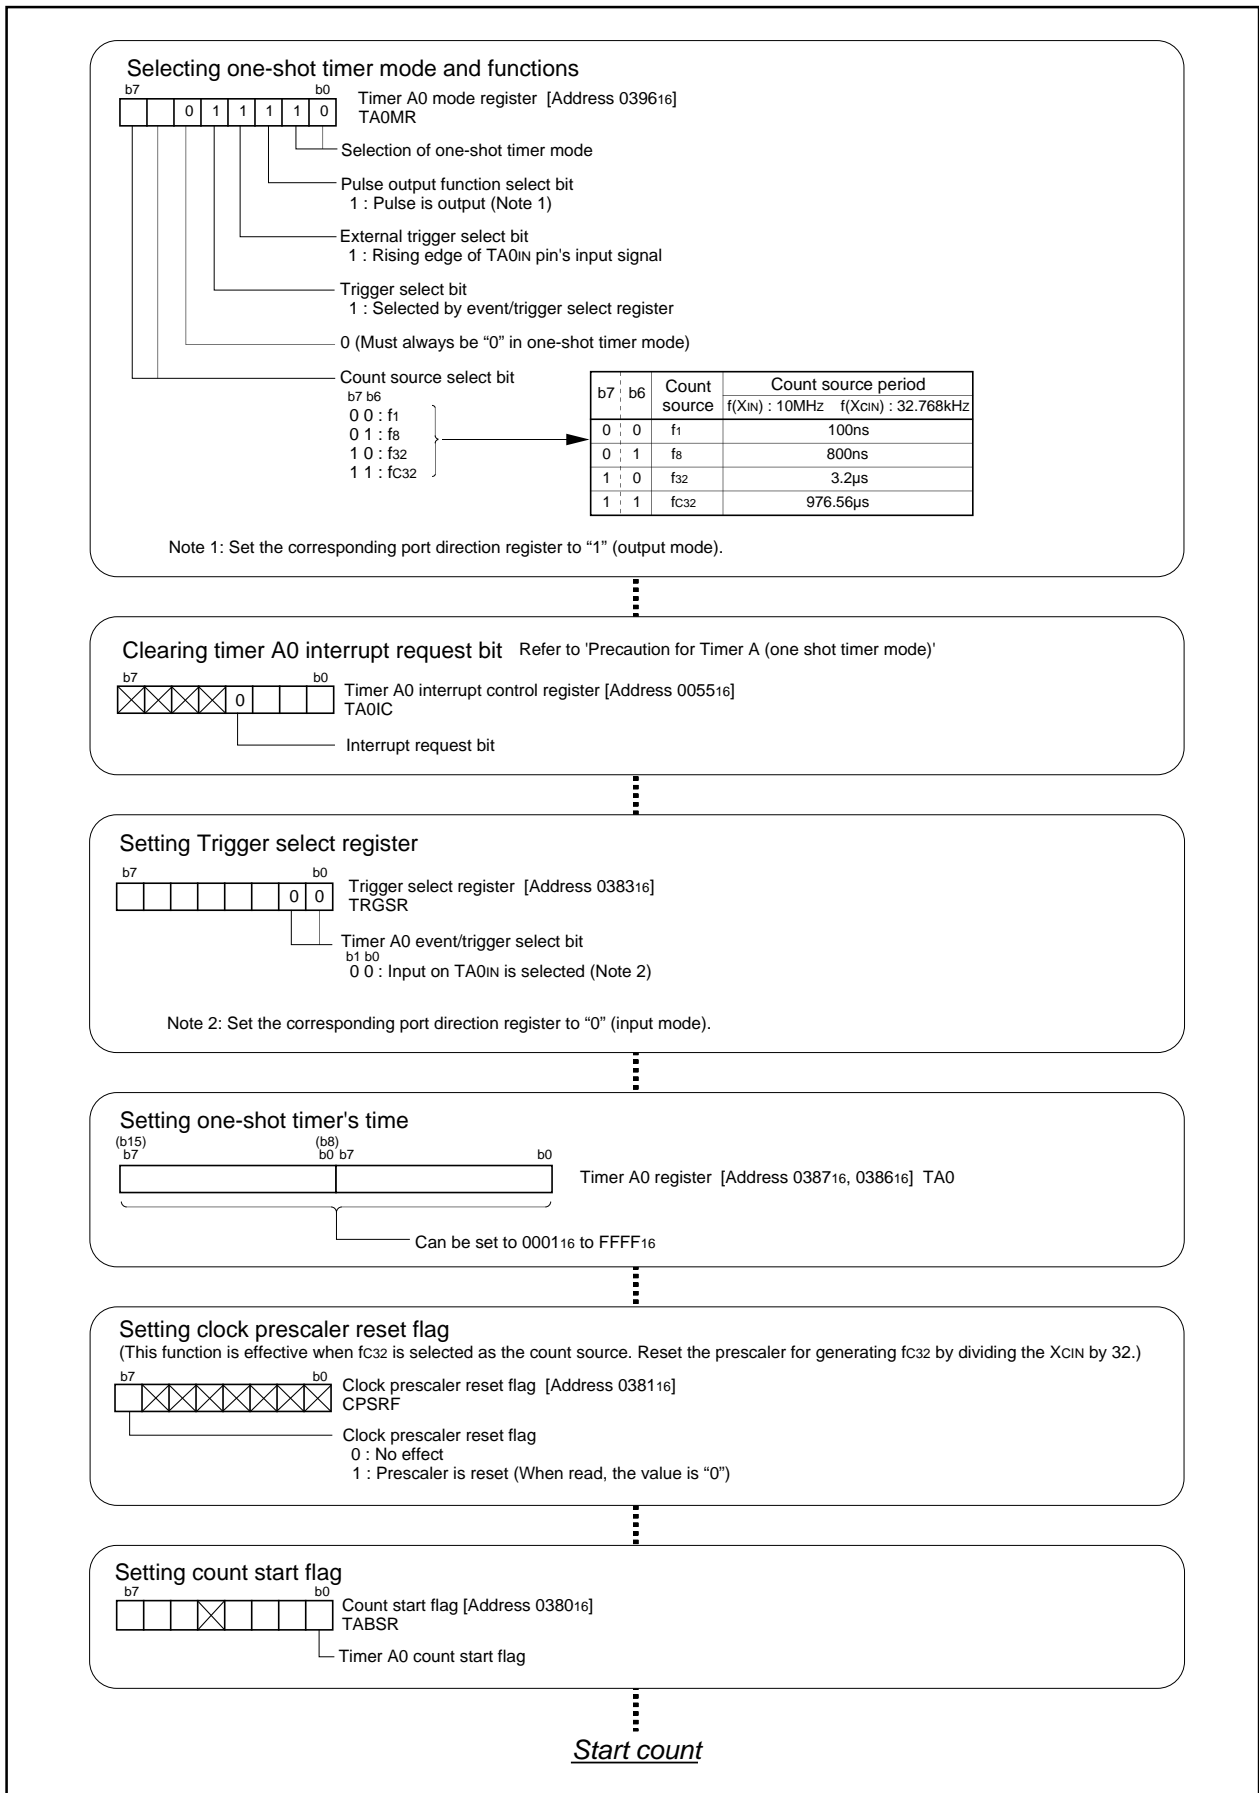 Selecting one-shot timer mode and functions
b7 b0
0 1 1 1 1 0
Timer A0 mode register [Address 039616]
TA0MR
Selection of one-shot timer mode
Pulse output function select bit
1 : Pulse is output (Note 1)
External trigger select bit
1 : Rising edge of TA0IN pin's input signal
Trigger select bit
1 : Selected by event/trigger select register
0 (Must always be “0” in one-shot timer mode)
Count source select bit
b7 b6
0 0 : f1
0 1 : f8
1 0 : f32
1 1 : fC32
b7 b6 Count source Count source period
f(XIN) : 10MHZ f(XCIN) : 32.768kHZ
0 0 f1 100ns
0 1 f8 800ns
1 0 f32 3.2µs
1 1 fC32 976.56µs
Note 1: Set the corresponding port direction register to “1” (output mode).
Clearing timer A0 interrupt request bit Refer to 'Precaution for Timer A (one shot timer mode)'
b7 b0
0
Timer A0 interrupt control register [Address 005516]
TA0IC
Interrupt request bit
Setting Trigger select register
b7 b0
0 0
Trigger select register [Address 038316]
TRGSR
Timer A0 event/trigger select bit
b1 b0
0 0 : Input on TA0IN is selected (Note 2)
Note 2: Set the corresponding port direction register to “0” (input mode).
Setting one-shot timer's time
(b15) (b8)
b7 b0 b7 b0
Timer A0 register [Address 038716, 038616] TA0
Can be set to 000116 to FFFF16
Setting clock prescaler reset flag
(This function is effective when fC32 is selected as the count source. Reset the prescaler for generating fC32 by dividing the XCIN by 32.)
b7 b0
Clock prescaler reset flag [Address 038116]
CPSRF
Clock prescaler reset flag
0 : No effect
1 : Prescaler is reset (When read, the value is “0”)
Setting count start flag
b7 b0
Count start flag [Address 038016]
TABSR
Timer A0 count start flag
Start count